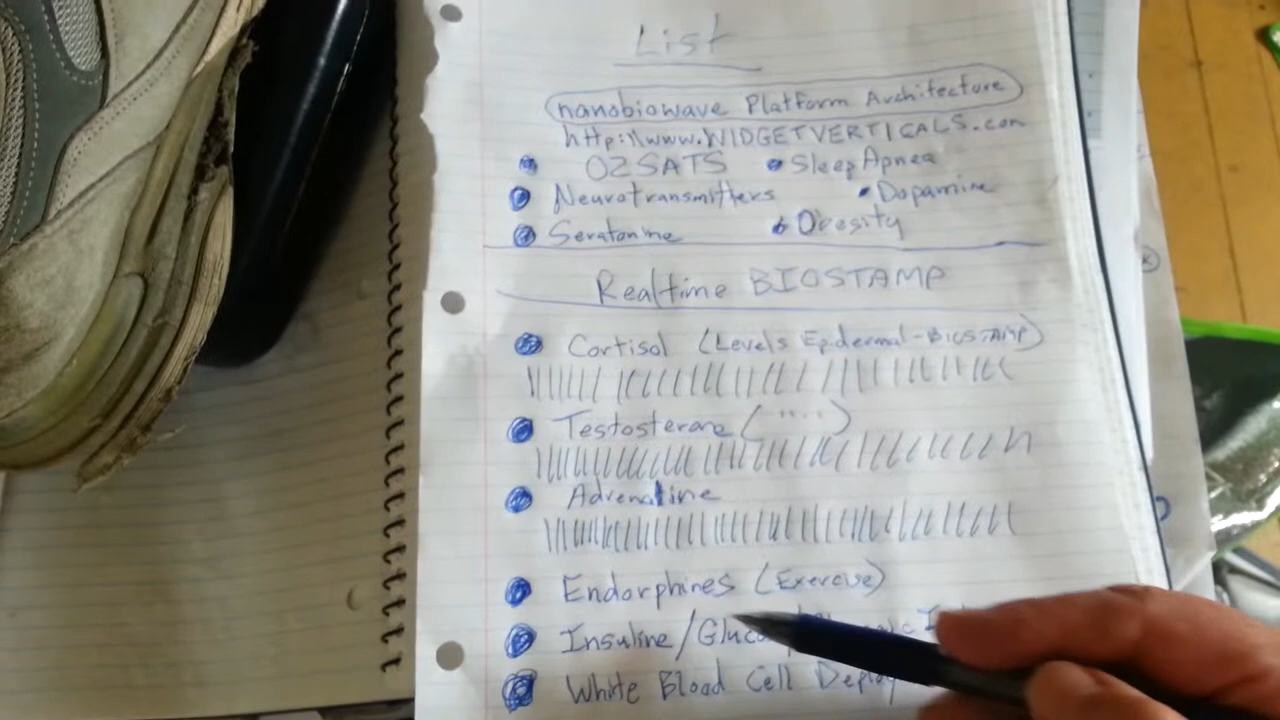 List
nanobiowave Platform Architecture
http://www.WIDGETVERTICALS.com
• O2SATS • Sleep Apnea
• Neurotransmitters • Dopamine
• Seratonine • Obesity
Realtime BIOSTAMP
• Cortisol (Levels Epidermal-BIOSTAMP)
• Testosterone (" " " ")
• Adrenaline
• Endorphines (Exercise)
• Insuline/
• White Blood Cell